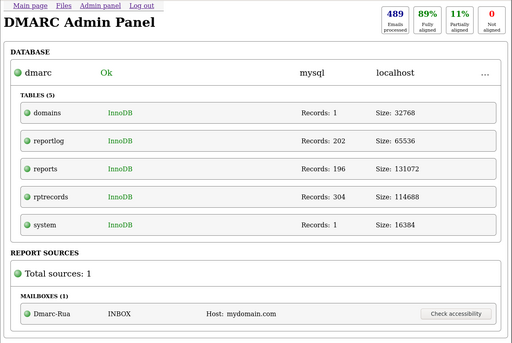 Main page Files Admin panel Log out
DMARC Admin Panel
489 Emails processed
89% Fully aligned
11% Partially aligned
0 Not aligned
DATABASE
dmarc Ok mysql localhost ...
TABLES (5)
domains InnoDB Records: 1 Size: 32768
reportlog InnoDB Records: 202 Size: 65536
reports InnoDB Records: 196 Size: 131072
rptrecords InnoDB Records: 304 Size: 114688
system InnoDB Records: 1 Size: 16384
REPORT SOURCES
Total sources: 1
MAILBOXES (1)
Dmarc-Rua INBOX Host: mydomain.com Check accessibility